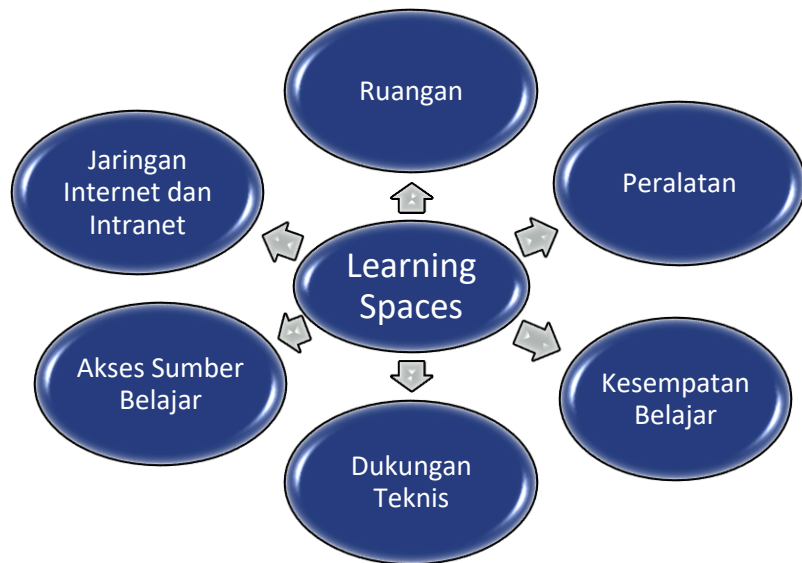 Ruangan
Jaringan
Internet dan
Intranet
Peralatan
Learning
Spaces
Akses Sumber
Belajar
Kesempatan
Belajar
Dukungan
Teknis